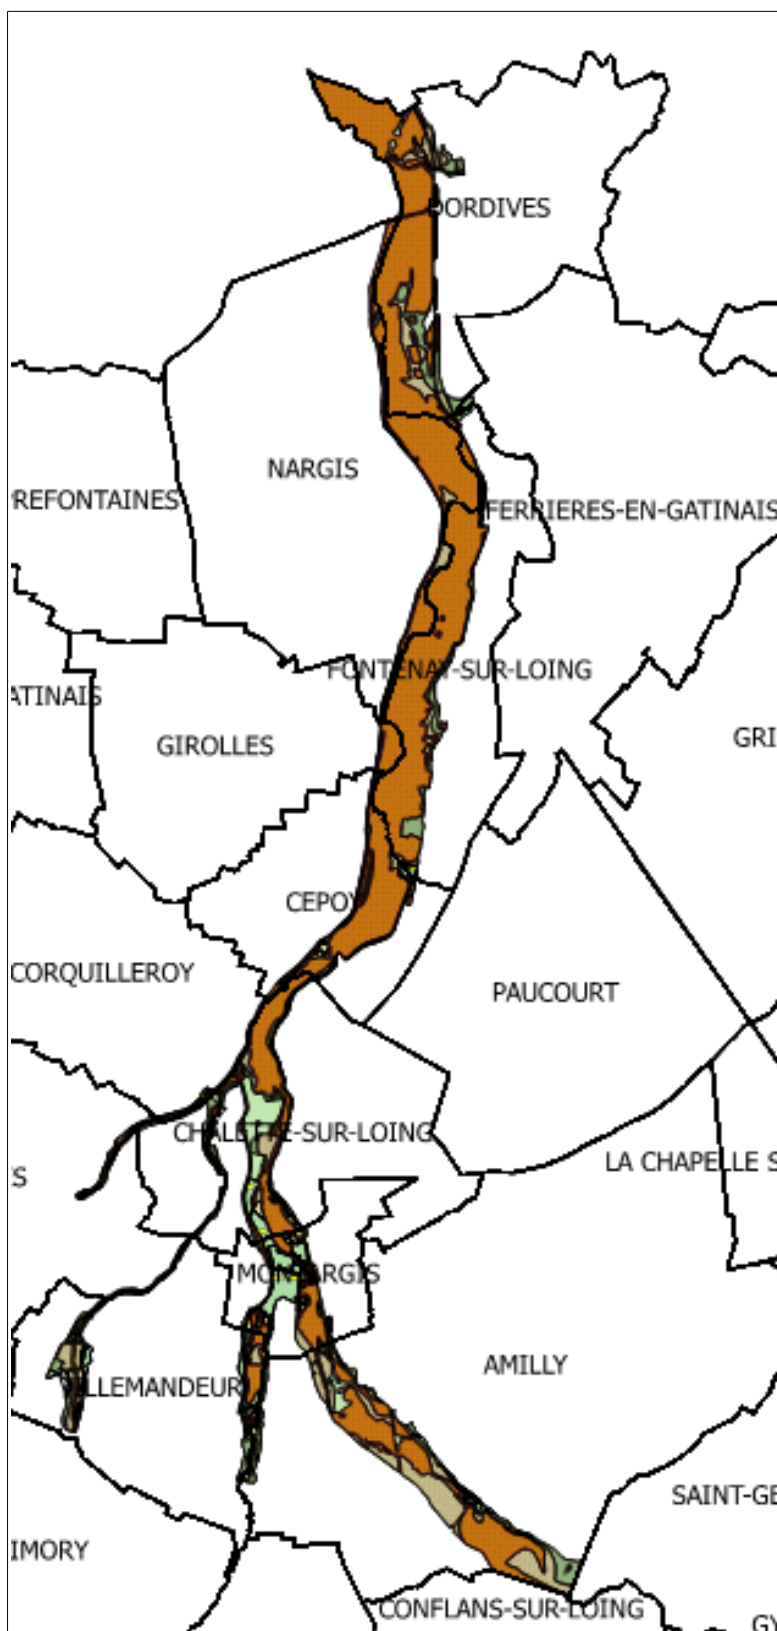 DORDIVES
NARGIS
REFONTAINES
FERRIERES-EN-GATINAIS
FONTENAY-SUR-LOING
ATINAIS
GIROLLES
GRI
CEPOY
CORQUILLEROY
PAUCOURT
CHALETTE-SUR-LOING
LA CHAPELLE S
S
MONTARGIS
AMILLY
VILLEMANDEUR
SAINT-GE
IMORY
CONFLANS-SUR-LOING
GY